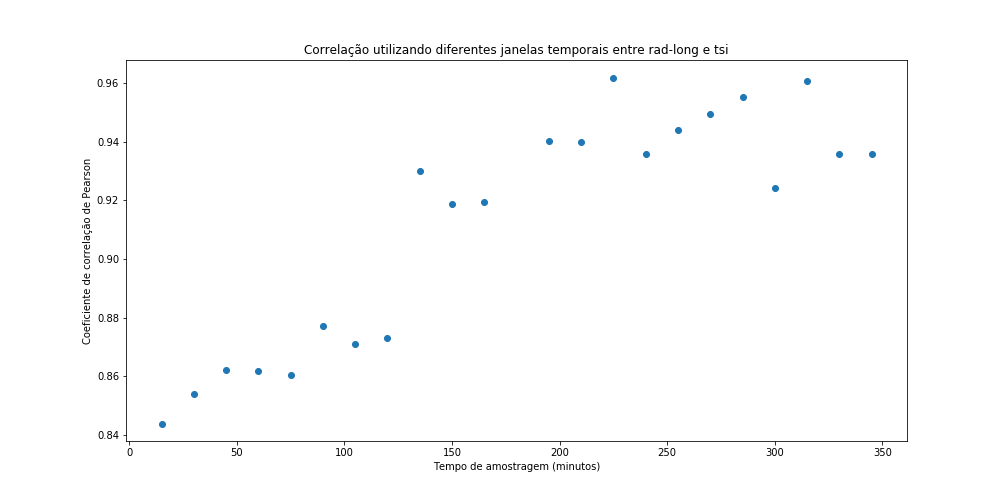 Correlação utilizando diferentes janelas temporais entre rad-long e tsi
0.96
0.94
0.92
0.90
0.88
0.86
0.84
Coeficiente de correlação de Pearson
0 50 100 150 200 250 300 350
Tempo de amostragem (minutos)